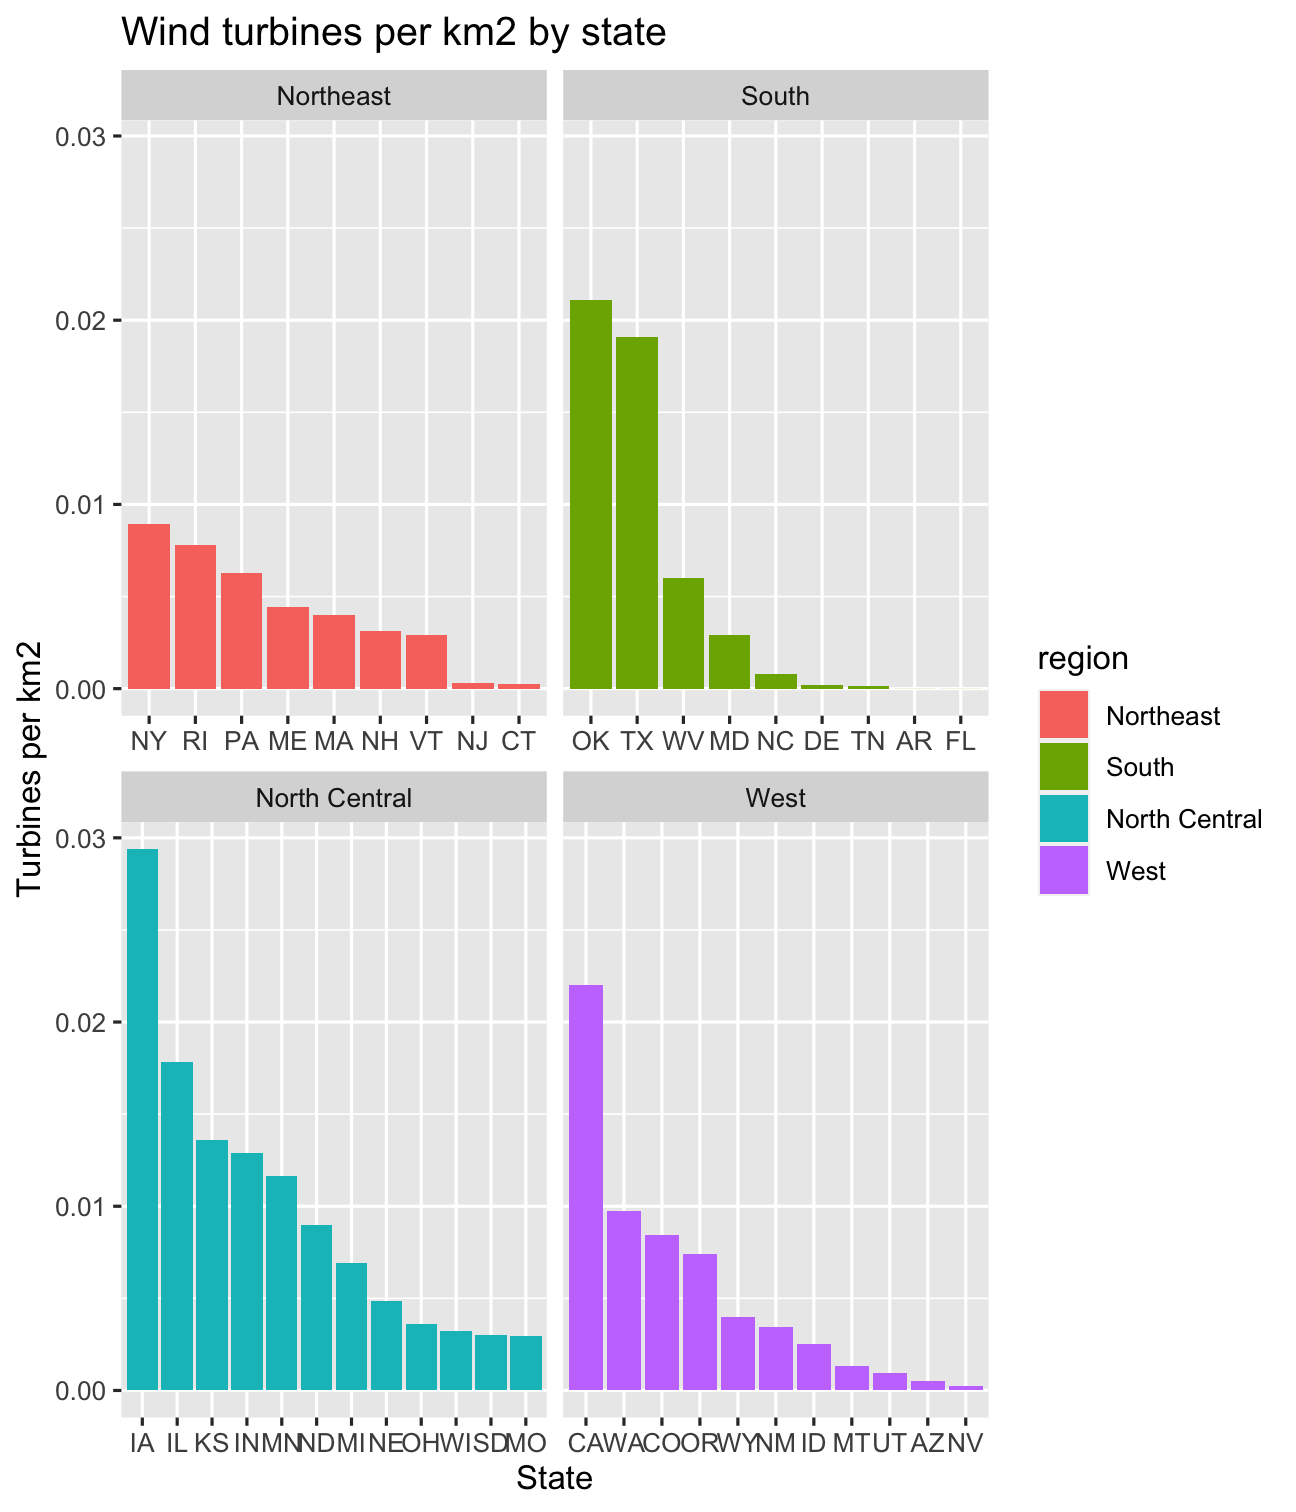 Wind turbines per km2 by state
Northeast
South
0.03
0.02
0.01
0.00
NY RI PA ME MA NH VT NJ CT
OK TX WV MD NC DE TN AR FL
North Central
West
0.03
0.02
0.01
0.00
IA IL KS IN MN ND MI NE OH WI SD MO
CA WA CO OR WY NM ID MT UT AZ NV
State
Turbines per km2
region
Northeast
South
North Central
West